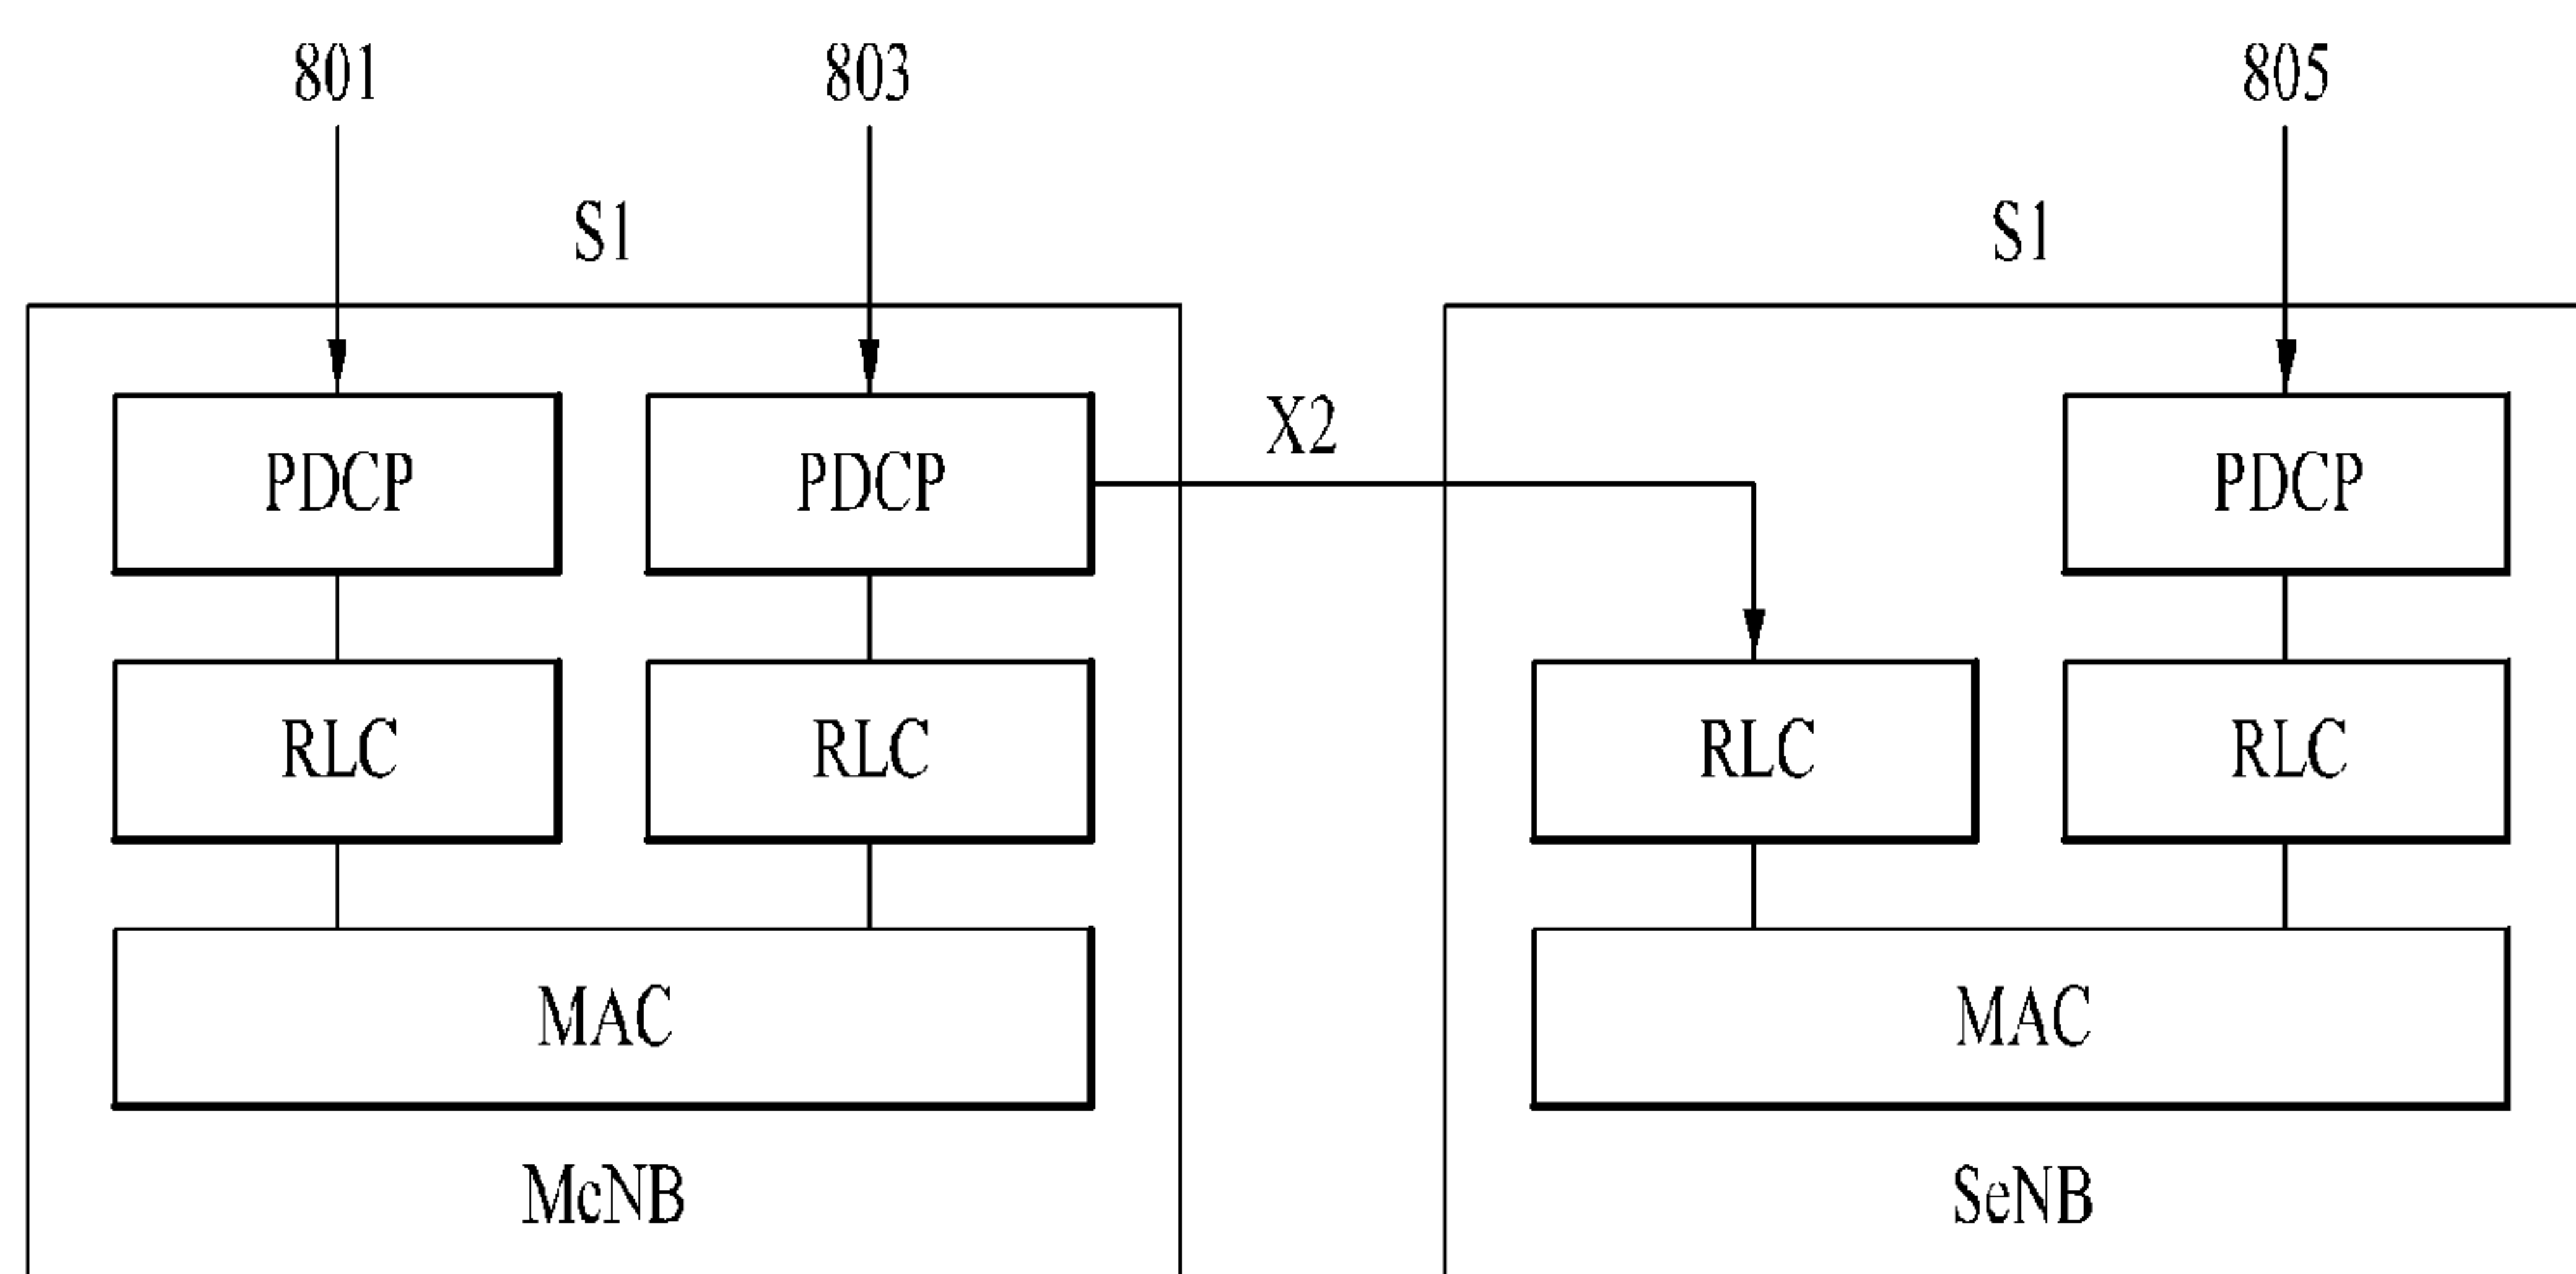 801 803 805
S1 S1
X2
PDCP PDCP PDCP
RLC RLC RLC RLC
MAC MAC
McNB SeNB